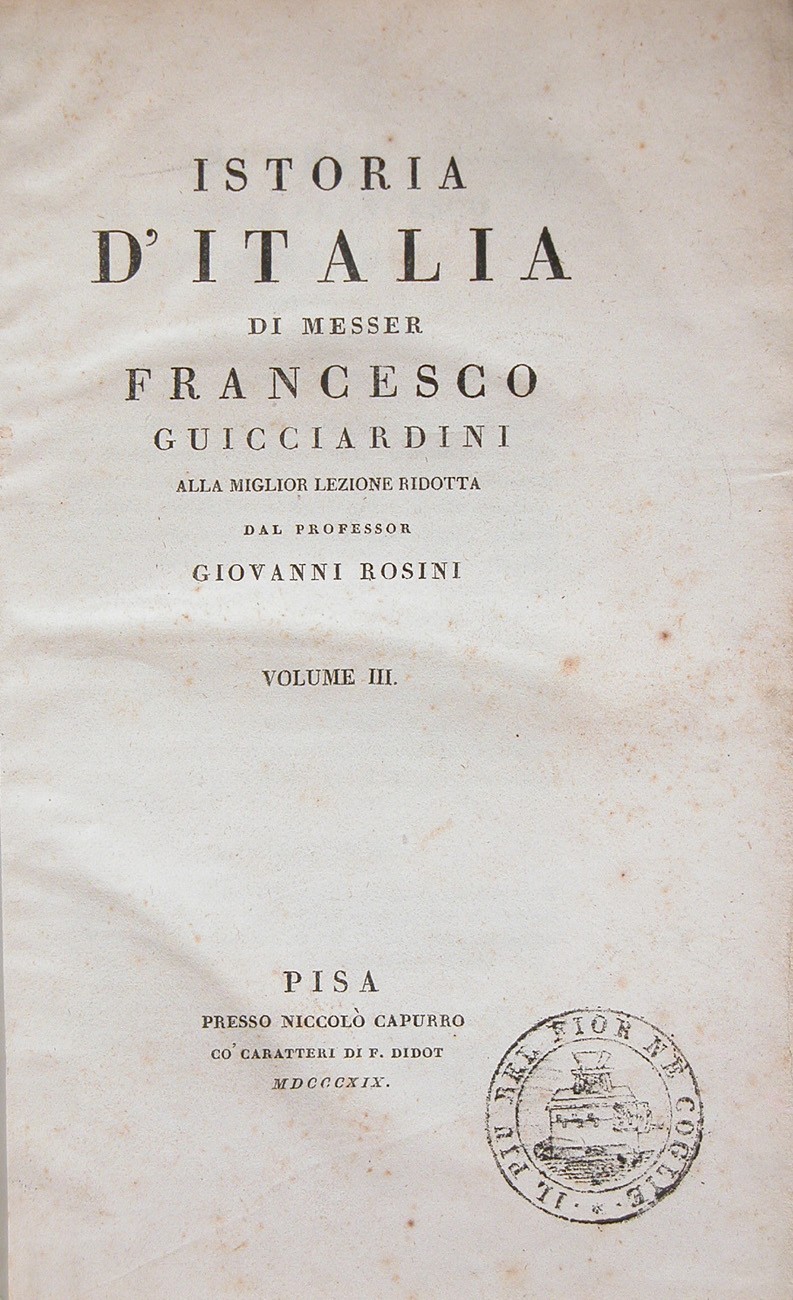 ISTORIA
D'ITALIA
DI MESSER
FRANCESCO
GUICCIARDINI
ALLA MIGLIOR LEZIONE RIDOTTA
DAL PROFESSOR
GIOVANNI ROSINI
VOLUME III.
PISA
PRESSO NICCOLÒ CAPURRO
CO' CARATTERI DI F. DIDOT
MDCCCXIX.
IL PIÙ BEL FIOR NE COGLIE